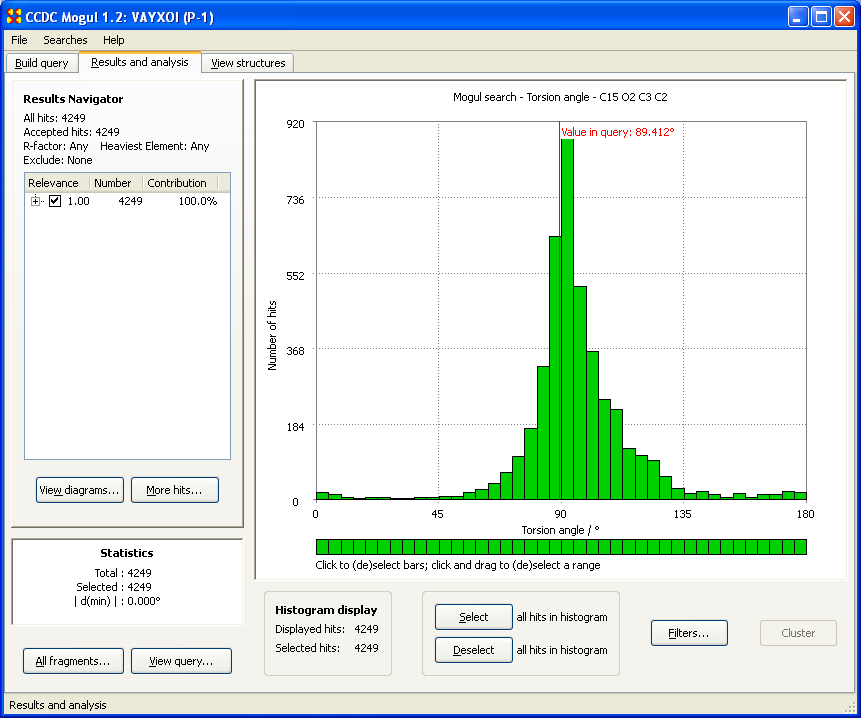 CCDC Mogul 1.2: VAYXOI (P-1)
File Searches Help
Build query Results and analysis View structures
Results Navigator
All hits: 4249
Accepted hits: 4249
R-factor: Any Heaviest Element: Any
Exclude: None
Relevance Number Contribution
1.00 4249 100.0%
View diagrams... More hits...
Statistics
Total : 4249
Selected : 4249
| d(min) | : 0.000°
All fragments... View query...
Mogul search - Torsion angle - C15 O2 C3 C2
Value in query: 89.412°
Number of hits
920
736
552
368
184
0
0 45 90 135 180
Torsion angle / °
Click to (de)select bars; click and drag to (de)select a range
Histogram display
Displayed hits: 4249
Selected hits: 4249
Select all hits in histogram
Deselect all hits in histogram
Filters... Cluster
Results and analysis